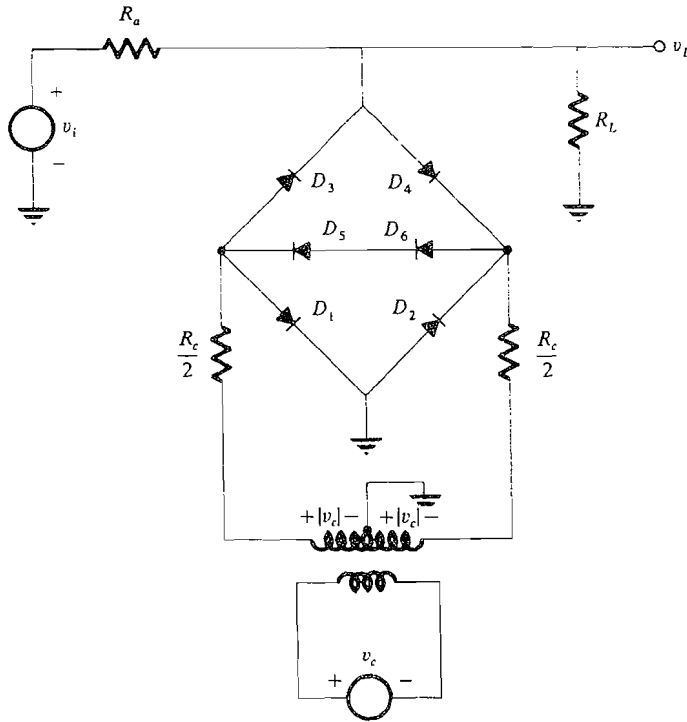 R_a
v_L
+
v_i
−
R_L
D_3 D_4
D_5 D_6
D_1 D_2
R_c/2 R_c/2
+|v_c|− +|v_c|−
v_c
+ −